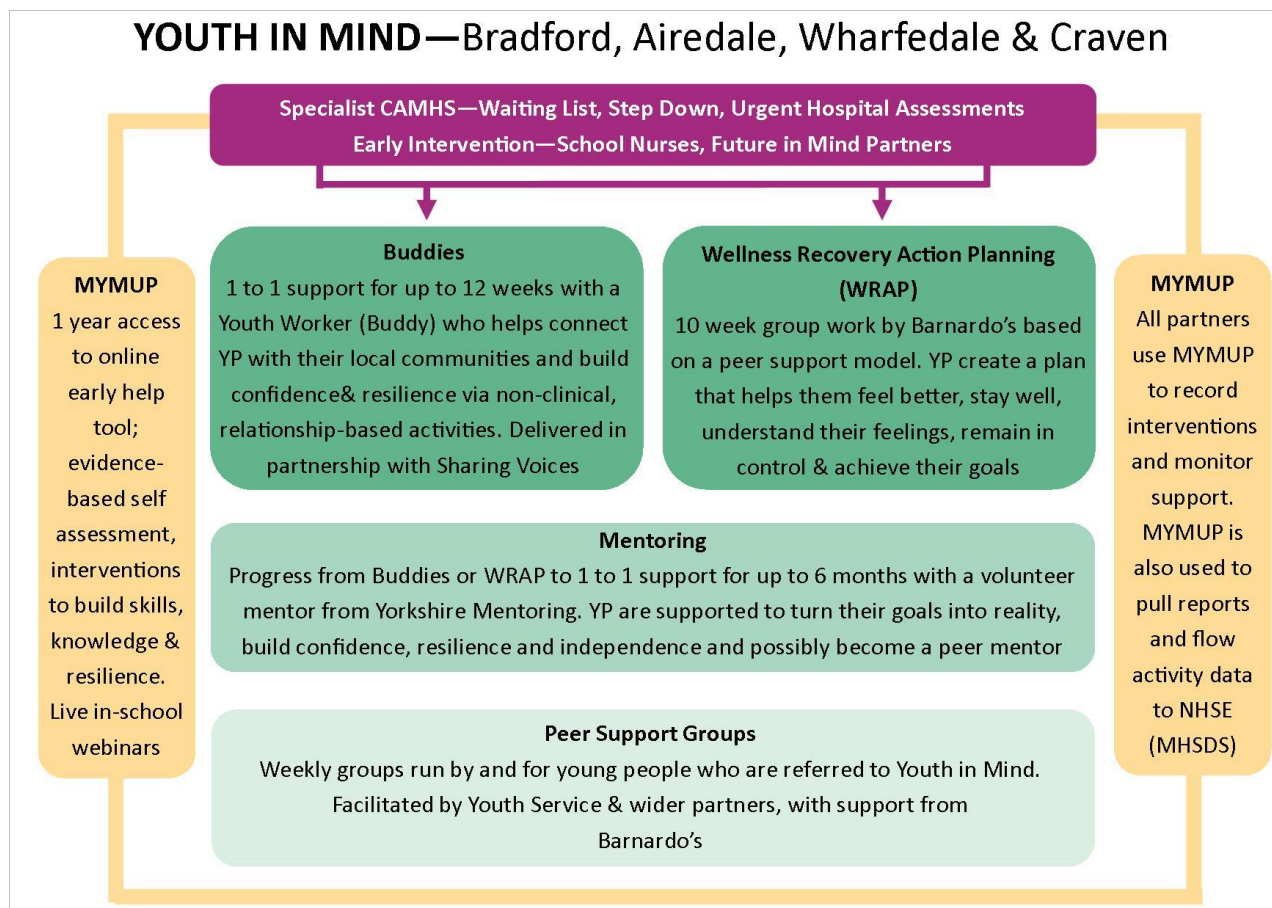 YOUTH IN MIND—Bradford, Airedale, Wharfedale & Craven
Specialist CAMHS—Waiting List, Step Down, Urgent Hospital Assessments
Early Intervention—School Nurses, Future in Mind Partners
MYMUP
1 year access
to online
early help
tool;
evidence-
based self
assessment,
interventions
to build skills,
knowledge &
resilience.
Live in-school
webinars
Buddies
1 to 1 support for up to 12 weeks with a
Youth Worker (Buddy) who helps connect
YP with their local communities and build
confidence& resilience via non-clinical,
relationship-based activities. Delivered in
partnership with Sharing Voices
Wellness Recovery Action Planning
(WRAP)
10 week group work by Barnardo’s based
on a peer support model. YP create a plan
that helps them feel better, stay well,
understand their feelings, remain in
control & achieve their goals
Mentoring
Progress from Buddies or WRAP to 1 to 1 support for up to 6 months with a volunteer
mentor from Yorkshire Mentoring. YP are supported to turn their goals into reality,
build confidence, resilience and independence and possibly become a peer mentor
Peer Support Groups
Weekly groups run by and for young people who are referred to Youth in Mind.
Facilitated by Youth Service & wider partners, with support from
Barnardo’s
MYMUP
All partners
use MYMUP
to record
interventions
and monitor
support.
MYMUP is
also used to
pull reports
and flow
activity data
to NHSE
(MHSDS)